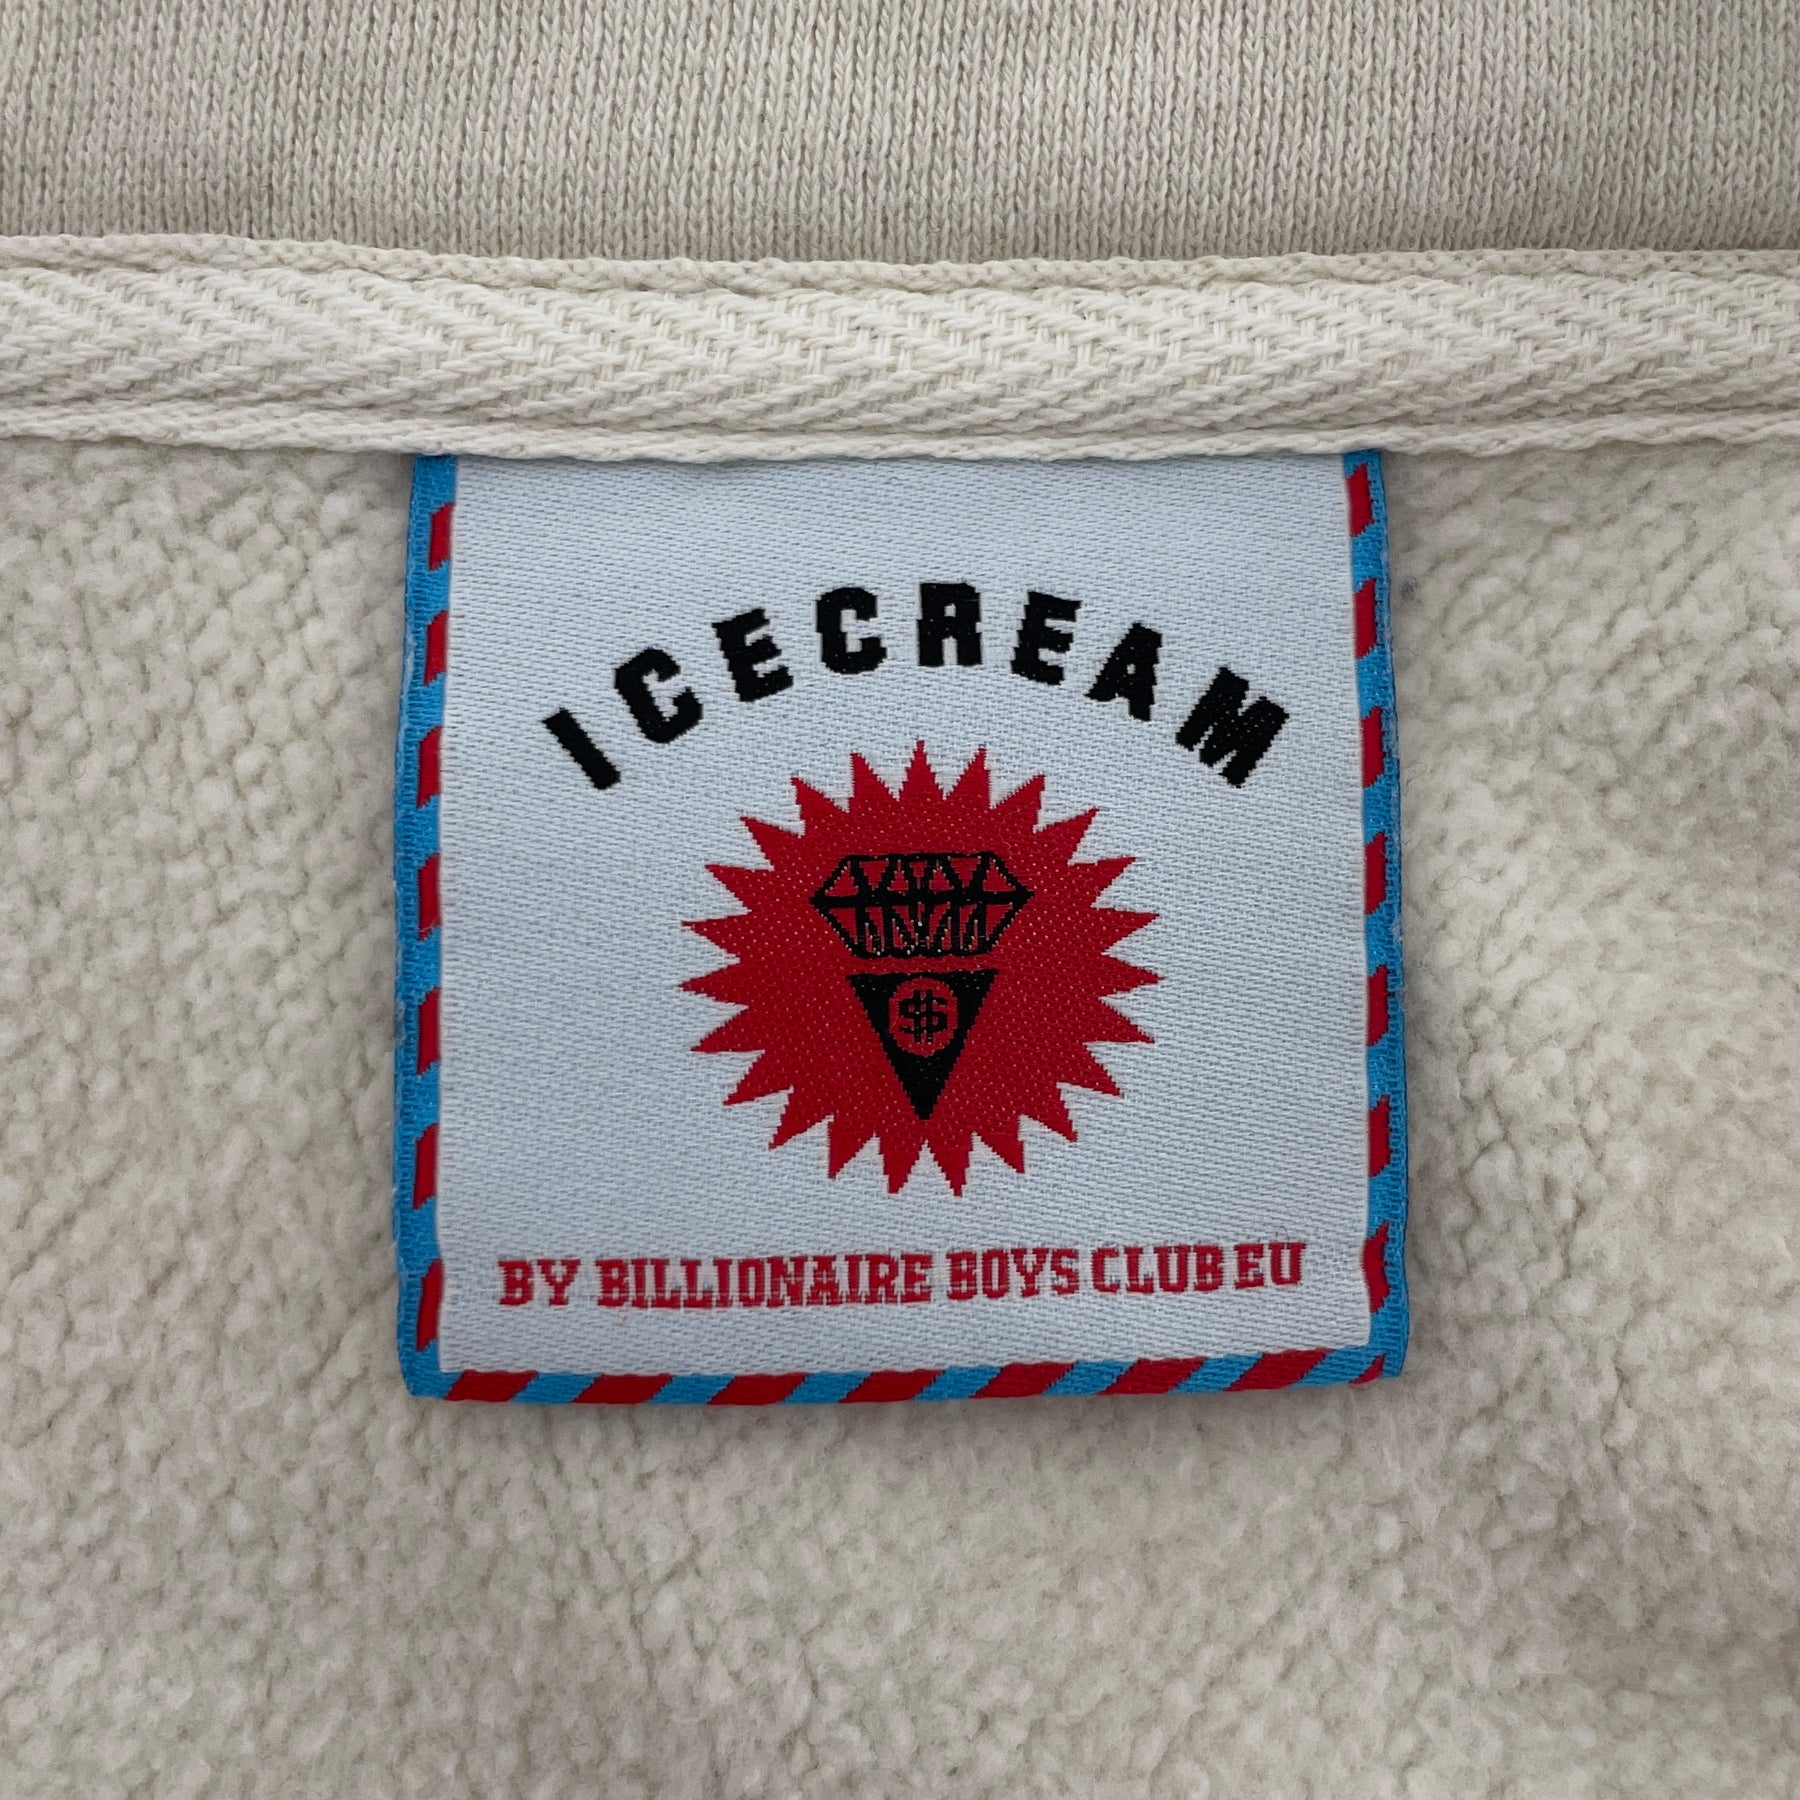 ICECREAM
$
BY BILLIONAIRE BOYS CLUB EU